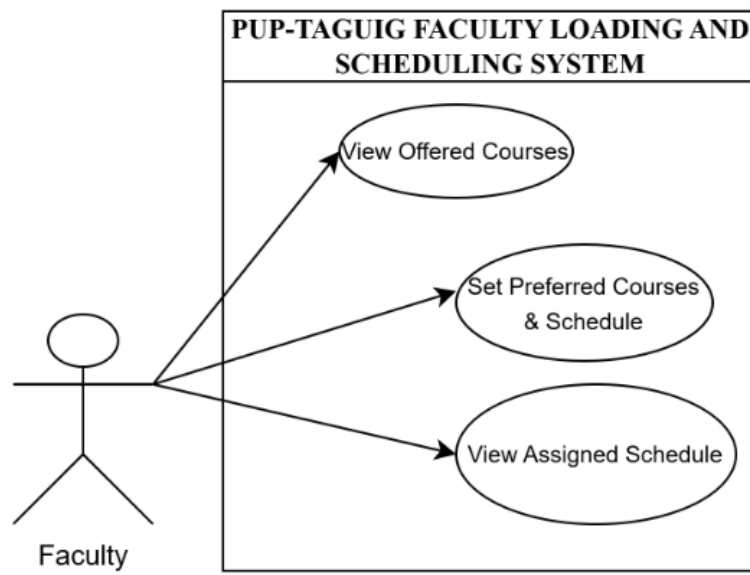 PUP-TAGUIG FACULTY LOADING AND
SCHEDULING SYSTEM
View Offered Courses
Set Preferred Courses
& Schedule
View Assigned Schedule
Faculty